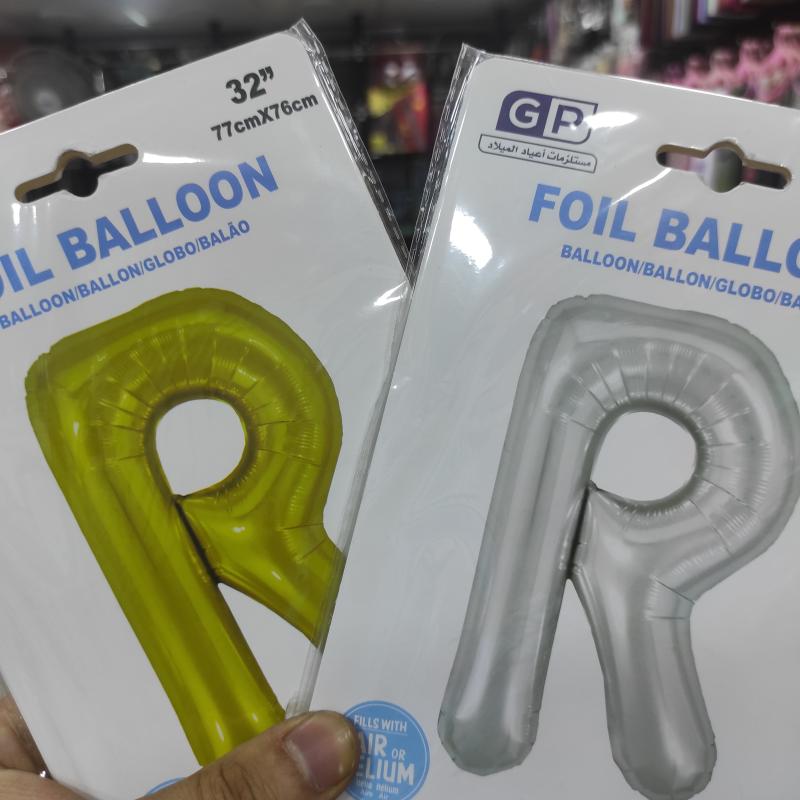 32”
77cmX76cm
OIL BALLOON
BALLOON/BALLON/GLOBO/BALÃO
GP
مستلزمات أعياد الميلاد
FOIL BALLO
BALLOON/BALLON/GLOBO/BA
FILLS WITH
AIR OR
HELIUM